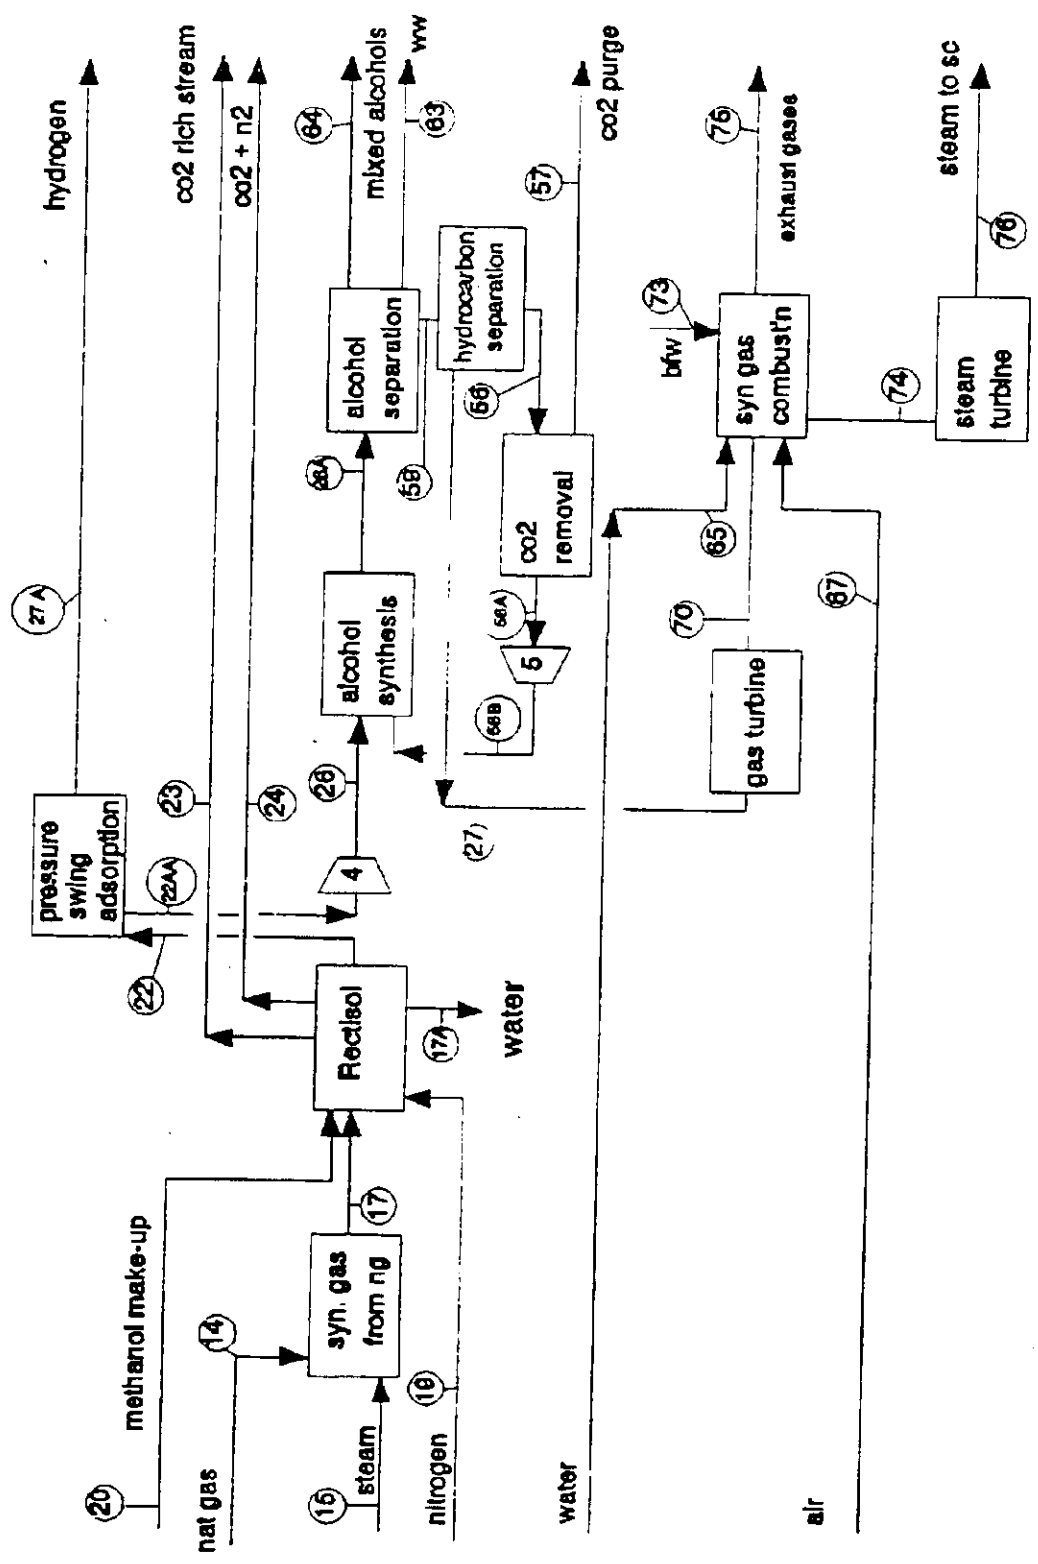 hydrogen
co2 rich stream
co2 + n2
64
mixed alcohols
63
ww
57
co2 purge
75
exhaust gases
76
steam to sc
27A
23
24
pressure
swing
adsorption
22AA
22
4
26
alcohol
synthesis
28A
alcohol
separation
59
hydrocarbon
separation
56
co2
removal
56A
5
56B
27
bfw
73
syn gas
combust'n
74
steam
turbine
65
70
67
gas turbine
Rectisol
17A
water
methanol make-up
20
nat gas
14
syn. gas
from ng
17
15
steam
nitrogen
19
water
air